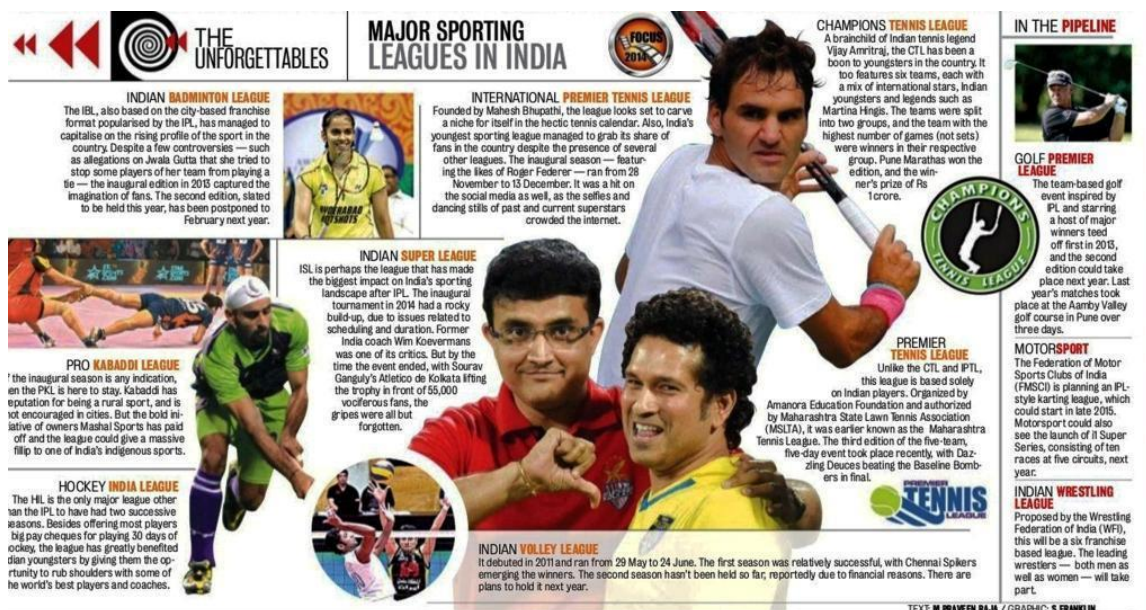 THE
UNFORGETTABLES
MAJOR SPORTING
LEAGUES IN INDIA
FOCUS
2014
INDIAN BADMINTON LEAGUE
The IBL, also based on the city-based franchise
format popularised by the IPL, has managed to
capitalise on the rising profile of the sport in the
country. Despite a few controversies — such
as allegations on Jwala Gutta that she tried to
stop some players of her team from playing a
tie — the inaugural edition in 2013 captured the
imagination of fans. The second edition, slated
to be held this year, has been postponed to
February next year.
HYDERABAD
HOTSHOTS
INTERNATIONAL PREMIER TENNIS LEAGUE
Founded by Mahesh Bhupathi, the league looks set to carve
a niche for itself in the hectic tennis calendar. Also, India's
youngest sporting league managed to grab its share of
fans in the country despite the presence of several
other leagues. The inaugural season — featur-
ing the likes of Roger Federer — ran from 28
November to 13 December. It was a hit on
the social media as well, as the selfies and
dancing stills of past and current superstars
crowded the internet.
CHAMPIONS TENNIS LEAGUE
A brainchild of Indian tennis legend
Vijay Amritraj, the CTL has been a
boon to youngsters in the country. It
too features six teams, each with
a mix of international stars, Indian
youngsters and legends such as
Martina Hingis. The teams were split
into two groups, and the team with the
highest number of games (not sets)
were winners in their respective
group. Pune Marathas won the
edition, and the win-
ner's prize of Rs
1 crore.
CHAMPIONS
TENNIS LEAGUE
INDIAN SUPER LEAGUE
ISL is perhaps the league that has made
the biggest impact on India's sporting
landscape after IPL. The inaugural
tournament in 2014 had a rocky
build-up, due to issues related to
scheduling and duration. Former
India coach Wim Koevermans
was one of its critics. But by the
time the event ended, with Sourav
Ganguly's Atletico de Kolkata lifting
the trophy in front of 55,000
vociferous fans, the
gripes were all but
forgotten.
PRO KABADDI LEAGUE
f the inaugural season is any indication,
en the PKL is here to stay. Kabaddi has
eputation for being a rural sport, and is
ot encouraged in cities. But the bold ini-
iative of owners Mashal Sports has paid
off and the league could give a massive
fillip to one of India's indigenous sports.
HOCKEY INDIA LEAGUE
The HIL is the only major league other
han the IPL to have had two successive
seasons. Besides offering most players
big pay cheques for playing 30 days of
ockey, the league has greatly benefited
dian youngsters by giving them the op-
rtunity to rub shoulders with some of
he world's best players and coaches.
PREMIER
TENNIS LEAGUE
Unlike the CTL and IPTL,
this league is based solely
on Indian players. Organized by
Amanora Education Foundation and authorized
by Maharashtra State Lawn Tennis Association
(MSLTA), it was earlier known as the Maharashtra
Tennis League. The third edition of the five-team,
five-day event took place recently, with Daz-
zling Deuces beating the Baseline Bomb-
ers in final.
PREMIER
TENNIS
LEAGUE
INDIAN VOLLEY LEAGUE
It debuted in 2011 and ran from 29 May to 24 June. The first season was relatively successful, with Chennai Spikers
emerging the winners. The second season hasn't been held so far, reportedly due to financial reasons. There are
plans to hold it next year.
IN THE PIPELINE
GOLF PREMIER
LEAGUE
The team-based golf
event inspired by
IPL and starring
a host of major
winners teed
off first in 2013,
and the second
edition could take
place next year. Last
year's matches took
place at the Aamby Valley
golf course in Pune over
three days.
MOTORSPORT
The Federation of Motor
Sports Clubs of India
(FMSCI) is planning an IPL-
style karting league, which
could start in late 2015.
Motorsport could also
see the launch of i1 Super
Series, consisting of ten
races at five circuits, next
year.
INDIAN WRESTLING
LEAGUE
Proposed by the Wrestling
Federation of India (WFI),
this will be a six franchise
based league. The leading
wrestlers — both men as
well as women — will take
part.
TEXT: M PRAVEEN RAJA / GRAPHIC: S FRANKLIN